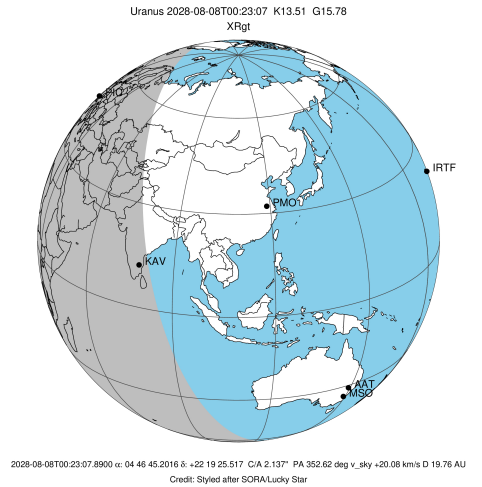 Uranus 2028-08-08T00:23:07 K13.51 G15.78
XRgt
PIC
IRTF
PMO1
KAV
AAT
MSO
2028-08-08T00:23:07.8900 α: 04 46 45.2016 δ: +22 19 25.517 C/A 2.137" PA 352.62 deg v_sky +20.08 km/s D 19.76 AU
Credit: Styled after SORA/Lucky Star